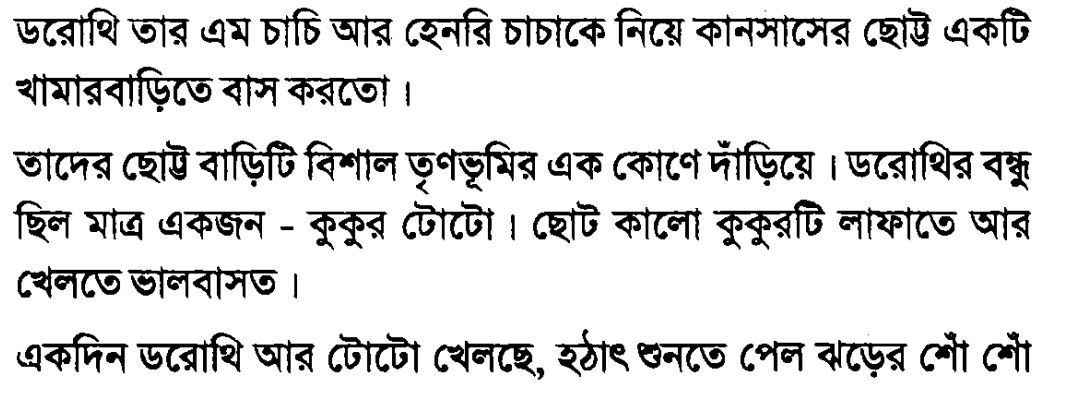 ডরোথি তার এম চাচি আর হেনরি চাচাকে নিয়ে কানসাসের ছোট্ট একটি
খামারবাড়িতে বাস করতো।
তাদের ছোট্ট বাড়িটি বিশাল তৃণভূমির এক কোণে দাঁড়িয়ে। ডরোথির বন্ধু
ছিল মাত্র একজন - কুকুর টোটো। ছোট কালো কুকুরটি লাফাতে আর
খেলতে ভালবাসত।
একদিন ডরোথি আর টোটো খেলছে, হঠাৎ শুনতে পেল ঝড়ের শোঁ শোঁ